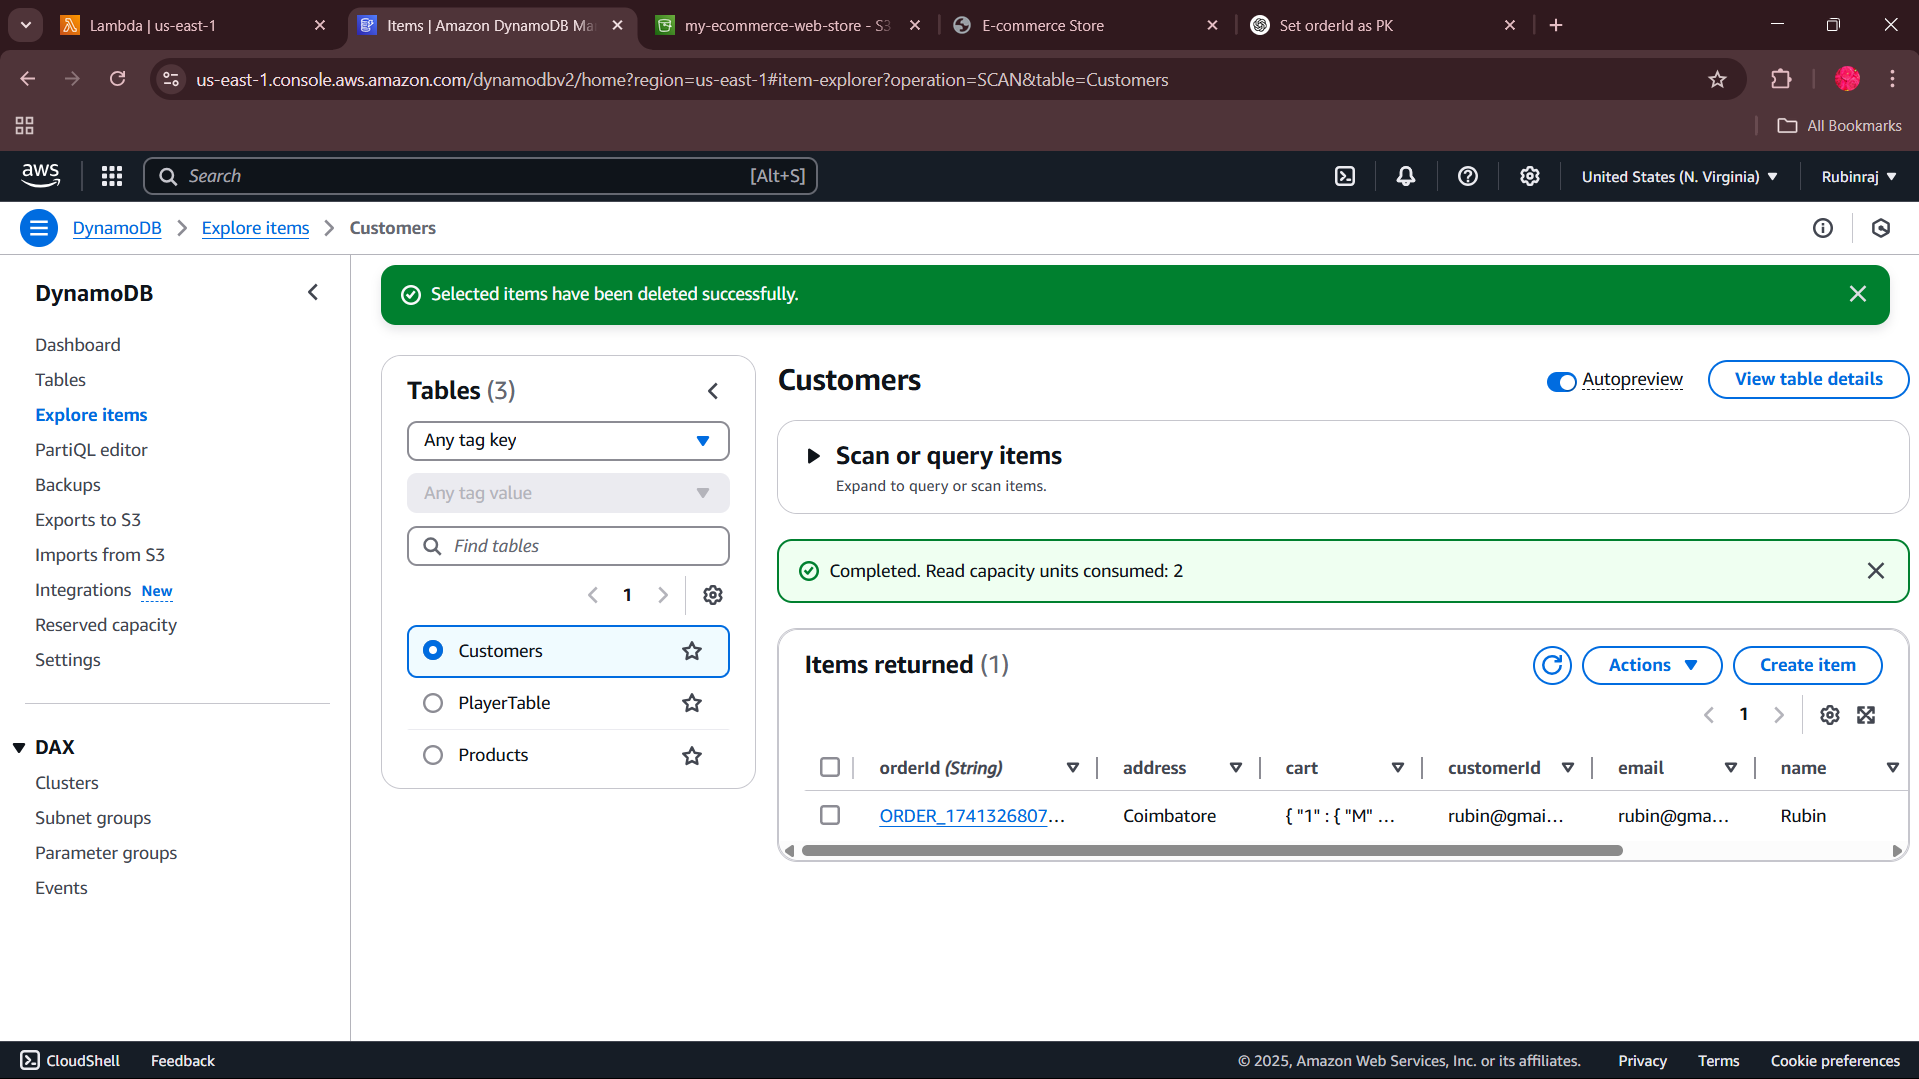 Lambda | us-east-1
Items | Amazon DynamoDB Ma
my-ecommerce-web-store - S3
E-commerce Store
Set orderId as PK
us-east-1.console.aws.amazon.com/dynamodbv2/home?region=us-east-1#item-explorer?operation=SCAN&table=Customers
All Bookmarks
aws
Search
[Alt+S]
United States (N. Virginia)
Rubinraj
DynamoDB
Explore items
Customers
DynamoDB
Dashboard
Tables
Explore items
PartiQL editor
Backups
Exports to S3
Imports from S3
Integrations New
Reserved capacity
Settings
DAX
Clusters
Subnet groups
Parameter groups
Events
Selected items have been deleted successfully.
Tables (3)
Any tag key
Any tag value
Find tables
1
Customers
PlayerTable
Products
Customers
Autopreview
View table details
Scan or query items
Expand to query or scan items.
Completed. Read capacity units consumed: 2
Items returned (1)
Actions
Create item
1
orderId (String) address cart customerId email name
ORDER_1741326807... Coimbatore { "1" : { "M" ... rubin@gmai... rubin@gma... Rubin
CloudShell
Feedback
© 2025, Amazon Web Services, Inc. or its affiliates.
Privacy
Terms
Cookie preferences